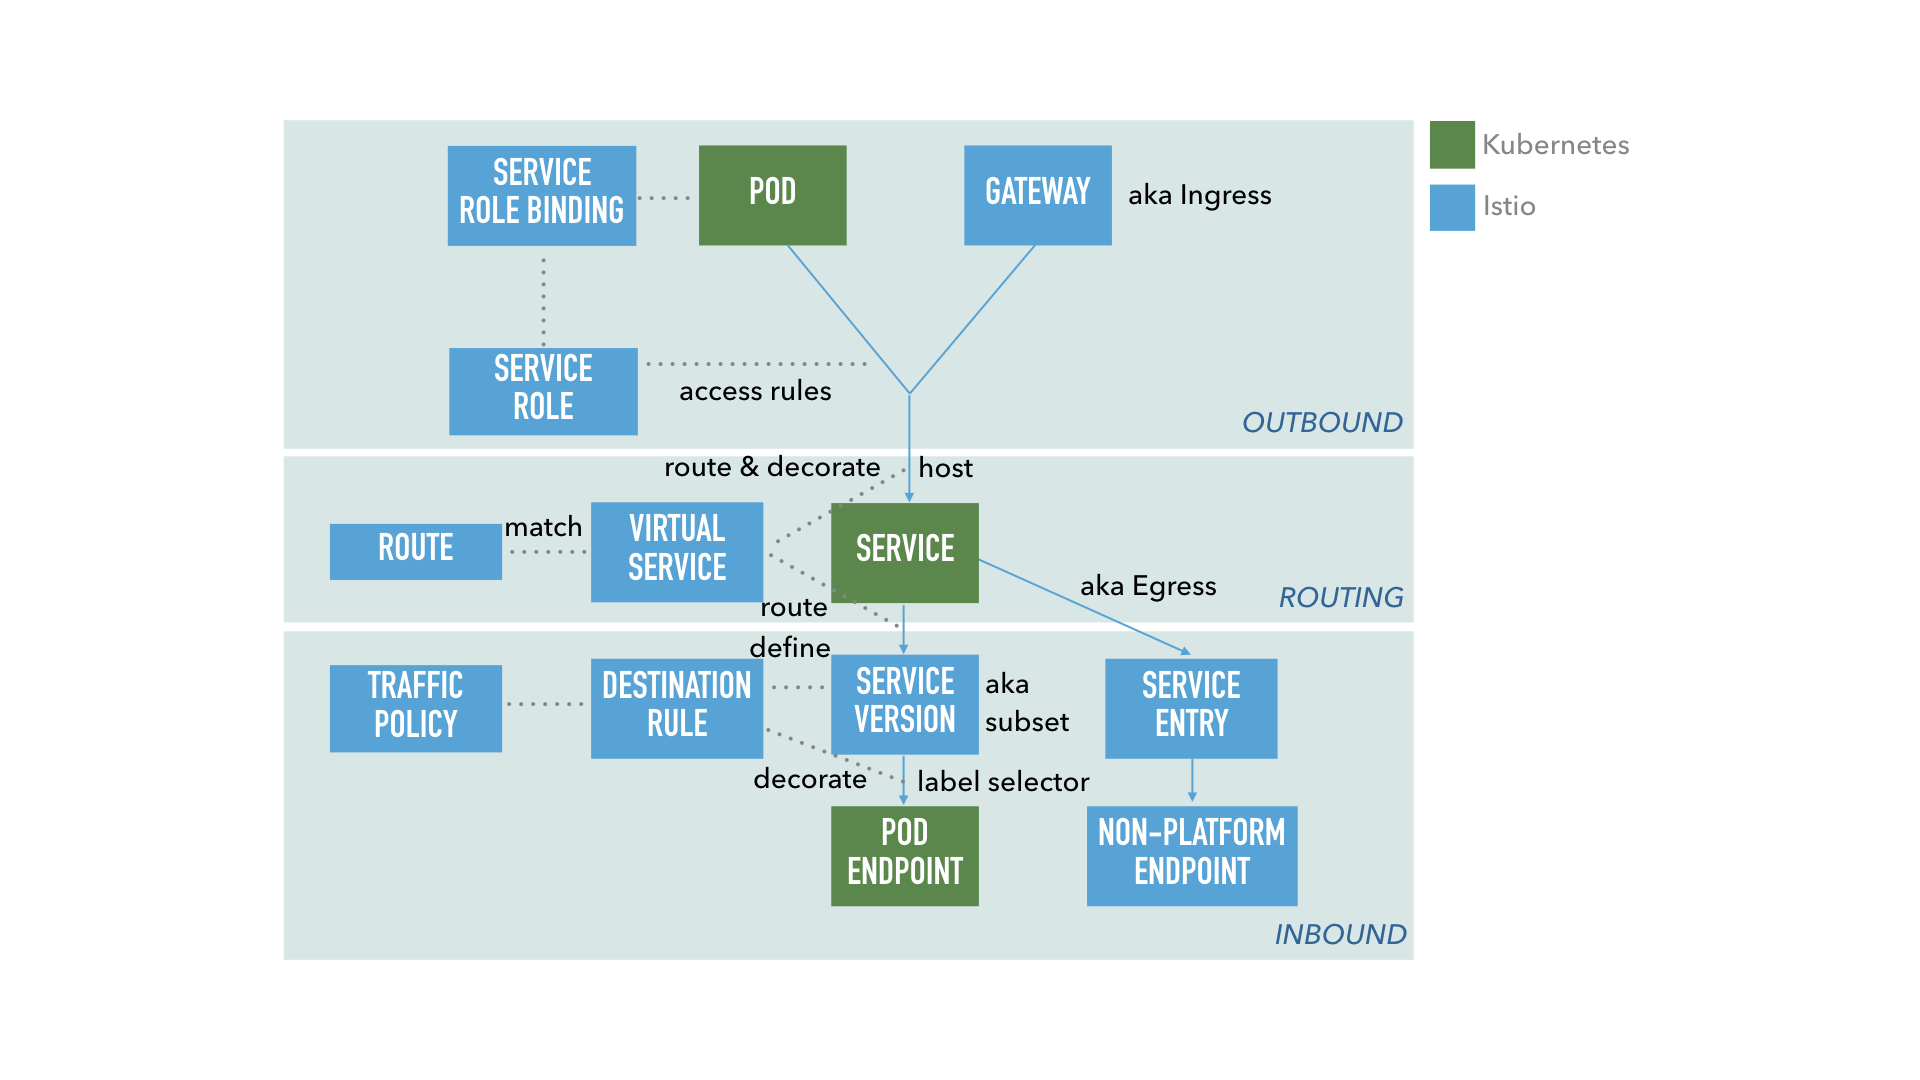 SERVICE
ROLE BINDING
POD
GATEWAY
aka Ingress
Kubernetes
Istio
SERVICE
ROLE
access rules
OUTBOUND
route & decorate
host
ROUTE
match
VIRTUAL
SERVICE
SERVICE
aka Egress
route
ROUTING
define
TRAFFIC
POLICY
DESTINATION
RULE
SERVICE
VERSION
aka
subset
SERVICE
ENTRY
decorate
label selector
POD
ENDPOINT
NON-PLATFORM
ENDPOINT
INBOUND